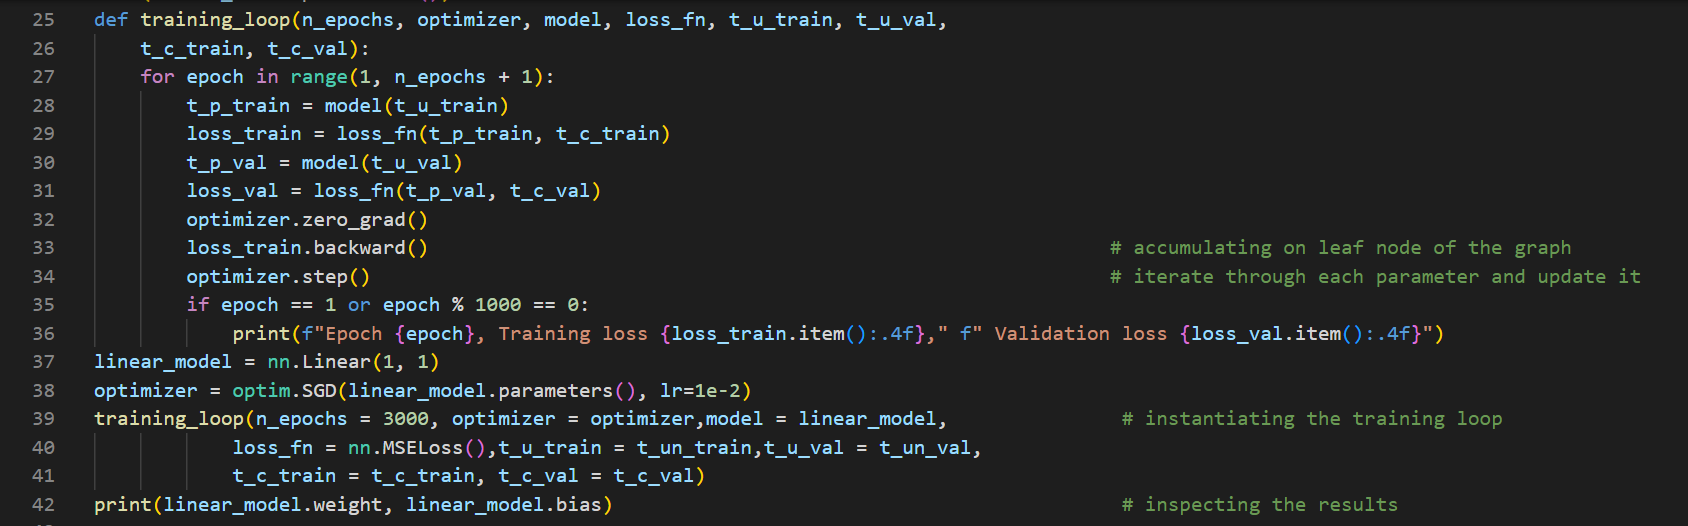 25 def training_loop(n_epochs, optimizer, model, loss_fn, t_u_train, t_u_val,
26     t_c_train, t_c_val):
27     for epoch in range(1, n_epochs + 1):
28         t_p_train = model(t_u_train)
29         loss_train = loss_fn(t_p_train, t_c_train)
30         t_p_val = model(t_u_val)
31         loss_val = loss_fn(t_p_val, t_c_val)
32         optimizer.zero_grad()
33         loss_train.backward() # accumulating on leaf node of the graph
34         optimizer.step() # iterate through each parameter and update it
35         if epoch == 1 or epoch % 1000 == 0:
36             print(f"Epoch {epoch}, Training loss {loss_train.item():.4f}," f" Validation loss {loss_val.item():.4f}")
37 linear_model = nn.Linear(1, 1)
38 optimizer = optim.SGD(linear_model.parameters(), lr=1e-2)
39 training_loop(n_epochs = 3000, optimizer = optimizer,model = linear_model, # instantiating the training loop
40             loss_fn = nn.MSELoss(),t_u_train = t_un_train,t_u_val = t_un_val,
41             t_c_train = t_c_train, t_c_val = t_c_val)
42 print(linear_model.weight, linear_model.bias) # inspecting the results